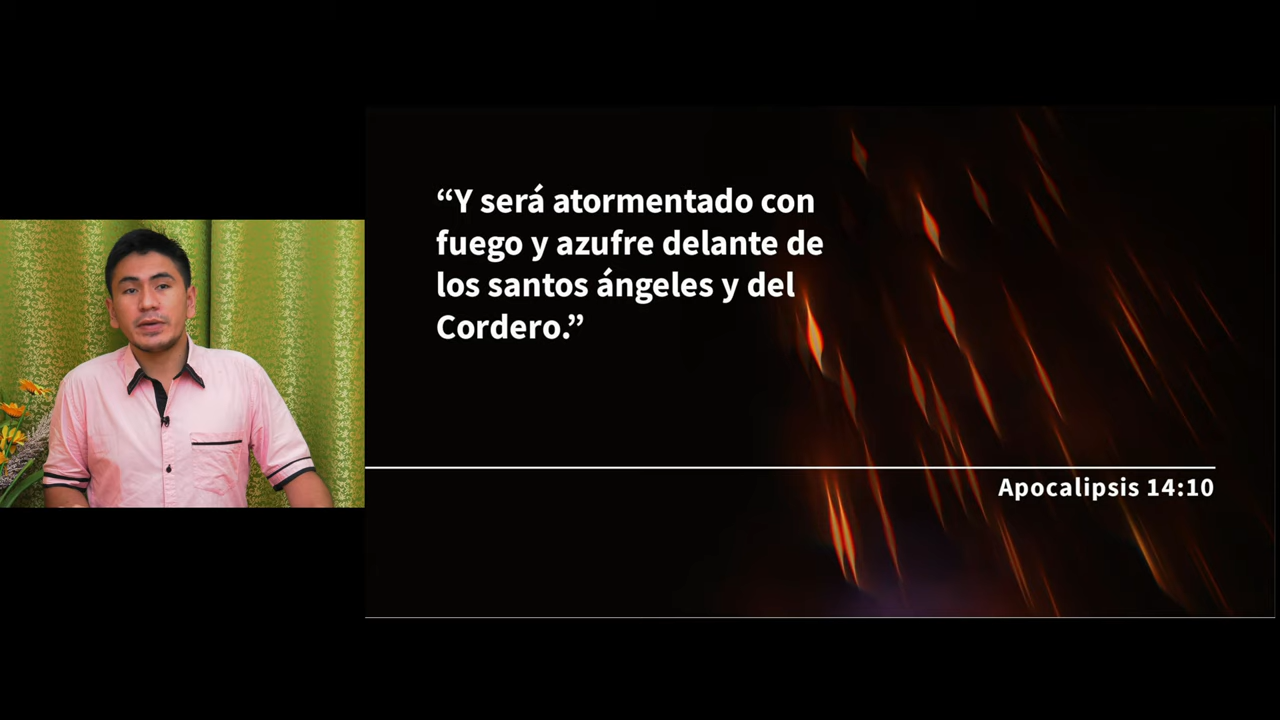 “Y será atormentado con
fuego y azufre delante de
los santos ángeles y del
Cordero.”
Apocalipsis 14:10